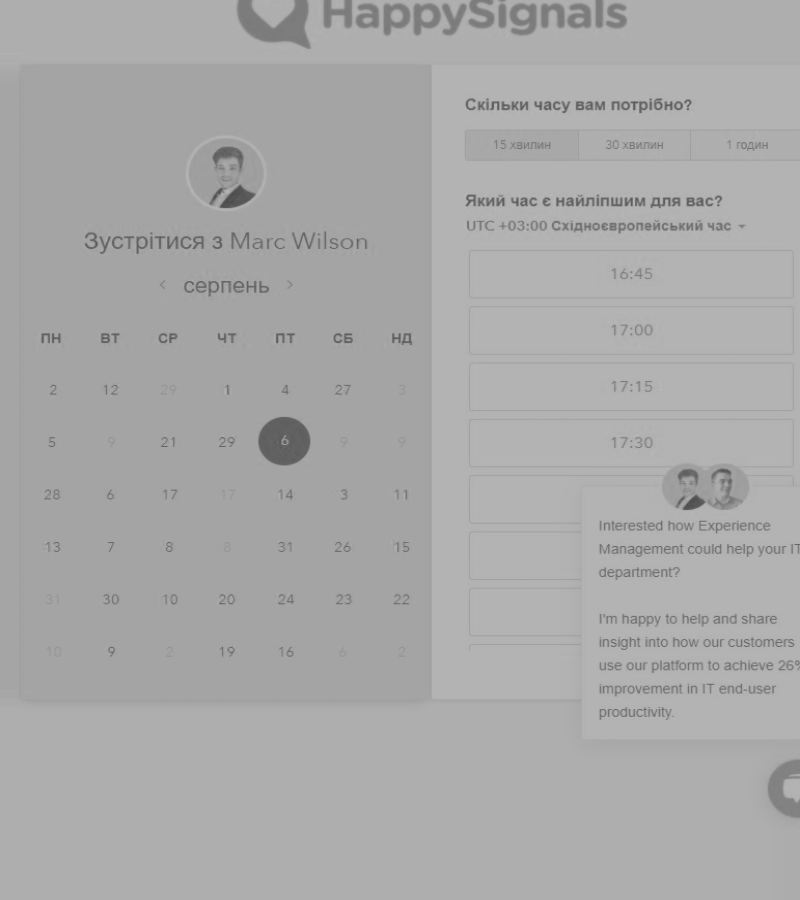 HappySignals
Зустрітися з Marc Wilson
серпень
ПН ВТ СР ЧТ ПТ СБ НД
2 12 29 1 4 27 3
5 9 21 29 6 9 9
28 6 17 17 14 3 11
13 7 8 8 31 26 15
31 30 10 20 24 23 22
10 9 2 19 16 6 2
Скільки часу вам потрібно?
15 хвилин 30 хвилин 1 годин
Який час є найліпшим для вас?
UTC +03:00 Східноєвропейський час
16:45
17:00
17:15
17:30
Interested how Experience
Management could help your IT
department?
I'm happy to help and share
insight into how our customers
use our platform to achieve 26%
improvement in IT end-user
productivity.